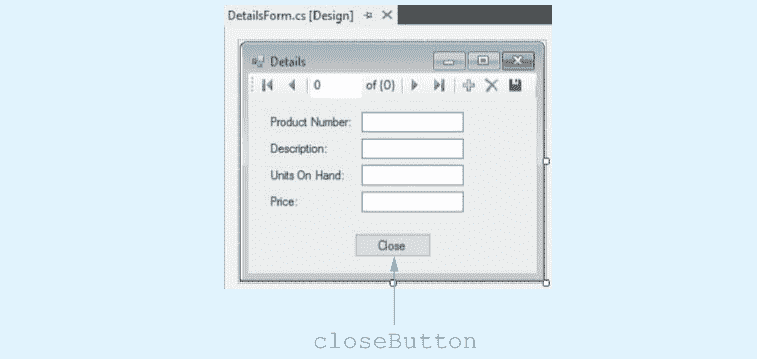 DetailsForm.cs [Design]
Details
0 of {0}
Product Number:
Description:
Units On Hand:
Price:
Close
closeButton